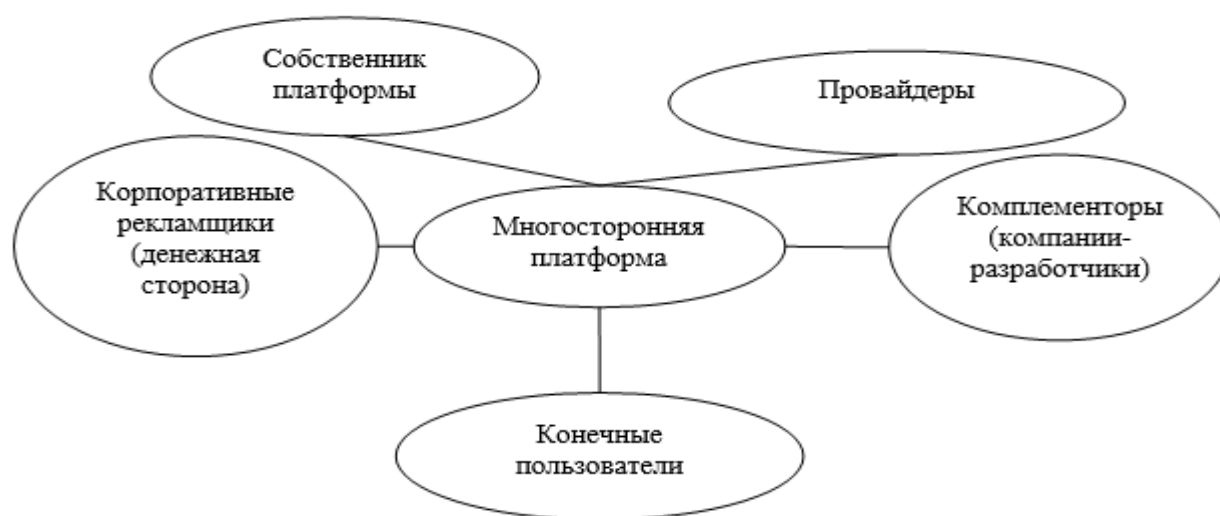 Собственник
платформы
Провайдеры
Корпоративные
рекламщики
(денежная
сторона)
Многосторонняя
платформа
Комплементоры
(компании-
разработчики)
Конечные
пользователи